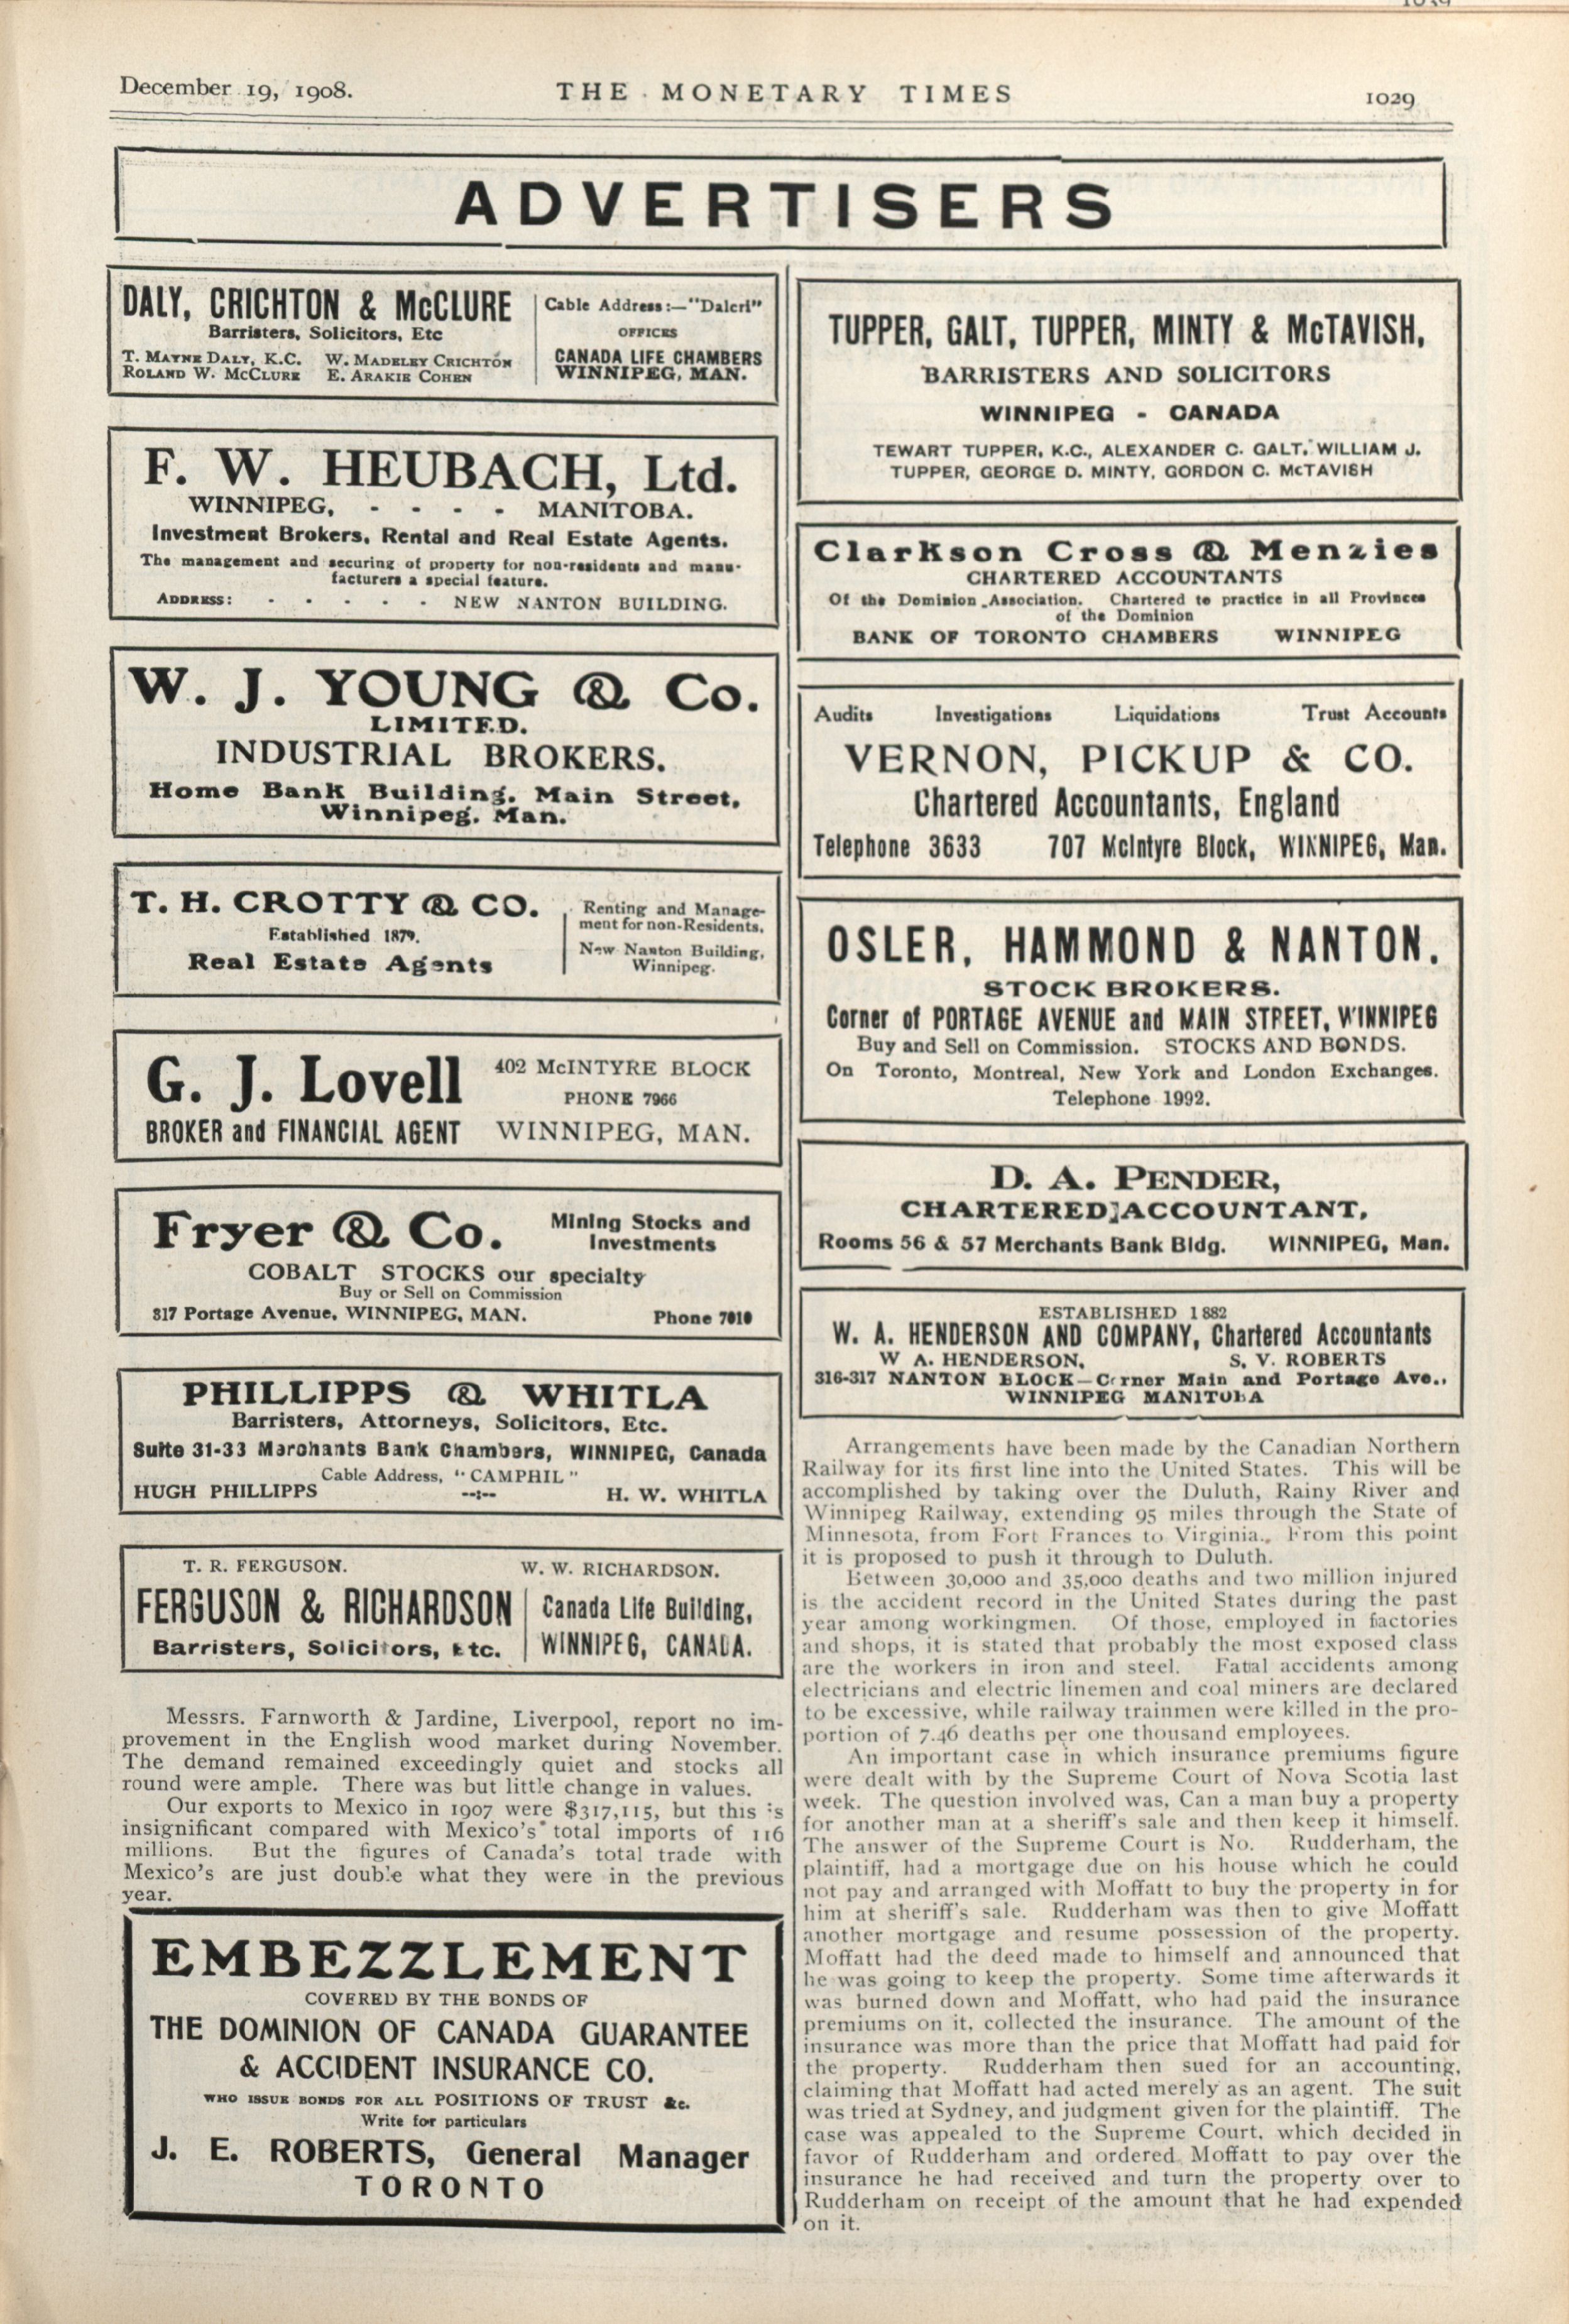 December 19, 1908.
THE MONETARY TIMES
1029
ADVERTISERS
DALY, CRICHTON & McCLURE
Barristers, Solicitors, Etc
T. MAYNE DALY, K.C. W. MADELEY CRICHTON
ROLAND W. McCLURE E. ARAKIE COHEN
Cable Address:—"Dalcri"
OFFICES
CANADA LIFE CHAMBERS
WINNIPEG, MAN.
F. W. HEUBACH, Ltd.
WINNIPEG, - - - - MANITOBA.
Investment Brokers, Rental and Real Estate Agents.
The management and securing of property for non-residents and manu-
facturers a special feature.
ADDRESS: - - - - - NEW NANTON BUILDING.
W. J. YOUNG & Co.
LIMITED.
INDUSTRIAL BROKERS.
Home Bank Building, Main Street,
Winnipeg, Man.
T. H. CROTTY & CO.
Established 1879.
Real Estate Agents
Renting and Manage-
ment for non-Residents.
New Nanton Building,
Winnipeg.
G. J. Lovell
BROKER and FINANCIAL AGENT
402 McINTYRE BLOCK
PHONE 7966
WINNIPEG, MAN.
Fryer & Co.
Mining Stocks and
Investments
COBALT STOCKS our specialty
Buy or Sell on Commission
317 Portage Avenue, WINNIPEG, MAN. Phone 7010
PHILLIPPS & WHITLA
Barristers, Attorneys, Solicitors, Etc.
Suite 31-33 Merchants Bank Chambers, WINNIPEG, Canada
Cable Address, "CAMPHIL"
HUGH PHILLIPPS --:-- H. W. WHITLA
T. R. FERGUSON. W. W. RICHARDSON.
FERGUSON & RICHARDSON
Barristers, Solicitors, Etc.
Canada Life Building,
WINNIPEG, CANADA.
Messrs. Farnworth & Jardine, Liverpool, report no im-
provement in the English wood market during November.
The demand remained exceedingly quiet and stocks all
round were ample. There was but little change in values.
Our exports to Mexico in 1907 were $317,115, but this is
insignificant compared with Mexico's total imports of 116
millions. But the figures of Canada's total trade with
Mexico's are just double what they were in the previous
year.
EMBEZZLEMENT
COVERED BY THE BONDS OF
THE DOMINION OF CANADA GUARANTEE
& ACCIDENT INSURANCE CO.
WHO ISSUE BONDS FOR ALL POSITIONS OF TRUST &c.
Write for particulars
J. E. ROBERTS, General Manager
TORONTO
TUPPER, GALT, TUPPER, MINTY & McTAVISH,
BARRISTERS AND SOLICITORS
WINNIPEG - CANADA
TEWART TUPPER, K.C., ALEXANDER C. GALT, WILLIAM J.
TUPPER, GEORGE D. MINTY, GORDON C. McTAVISH
Clarkson Cross & Menzies
CHARTERED ACCOUNTANTS
Of the Dominion Association. Chartered to practice in all Provinces
of the Dominion
BANK OF TORONTO CHAMBERS WINNIPEG
Audits Investigations Liquidations Trust Accounts
VERNON, PICKUP & CO.
Chartered Accountants, England
Telephone 3633 707 McIntyre Block, WINNIPEG, Man.
OSLER, HAMMOND & NANTON.
STOCK BROKERS.
Corner of PORTAGE AVENUE and MAIN STREET, WINNIPEG
Buy and Sell on Commission. STOCKS AND BONDS.
On Toronto, Montreal, New York and London Exchanges.
Telephone 1992.
D. A. PENDER,
CHARTERED ACCOUNTANT,
Rooms 56 & 57 Merchants Bank Bldg. WINNIPEG, Man.
ESTABLISHED 1882
W. A. HENDERSON AND COMPANY, Chartered Accountants
W A. HENDERSON, S. V. ROBERTS
316-317 NANTON BLOCK—Corner Main and Portage Ave.,
WINNIPEG MANITOBA
Arrangements have been made by the Canadian Northern
Railway for its first line into the United States. This will be
accomplished by taking over the Duluth, Rainy River and
Winnipeg Railway, extending 95 miles through the State of
Minnesota, from Fort Frances to Virginia., From this point
it is proposed to push it through to Duluth.
Between 30,000 and 35,000 deaths and two million injured
is the accident record in the United States during the past
year among workingmen. Of those, employed in factories
and shops, it is stated that probably the most exposed class
are the workers in iron and steel. Fatal accidents among
electricians and electric linemen and coal miners are declared
to be excessive, while railway trainmen were killed in the pro-
portion of 7.46 deaths per one thousand employees.
An important case in which insurance premiums figure
were dealt with by the Supreme Court of Nova Scotia last
week. The question involved was, Can a man buy a property
for another man at a sheriff's sale and then keep it himself.
The answer of the Supreme Court is No. Rudderham, the
plaintiff, had a mortgage due on his house which he could
not pay and arranged with Moffatt to buy the property in for
him at sheriff's sale. Rudderham was then to give Moffatt
another mortgage and resume possession of the property.
Moffatt had the deed made to himself and announced that
he was going to keep the property. Some time afterwards it
was burned down and Moffatt, who had paid the insurance
premiums on it, collected the insurance. The amount of the
insurance was more than the price that Moffatt had paid for
the property. Rudderham then sued for an accounting,
claiming that Moffatt had acted merely as an agent. The suit
was tried at Sydney, and judgment given for the plaintiff. The
case was appealed to the Supreme Court, which decided in
favor of Rudderham and ordered Moffatt to pay over the
insurance he had received and turn the property over to
Rudderham on receipt of the amount that he had expended
on it.